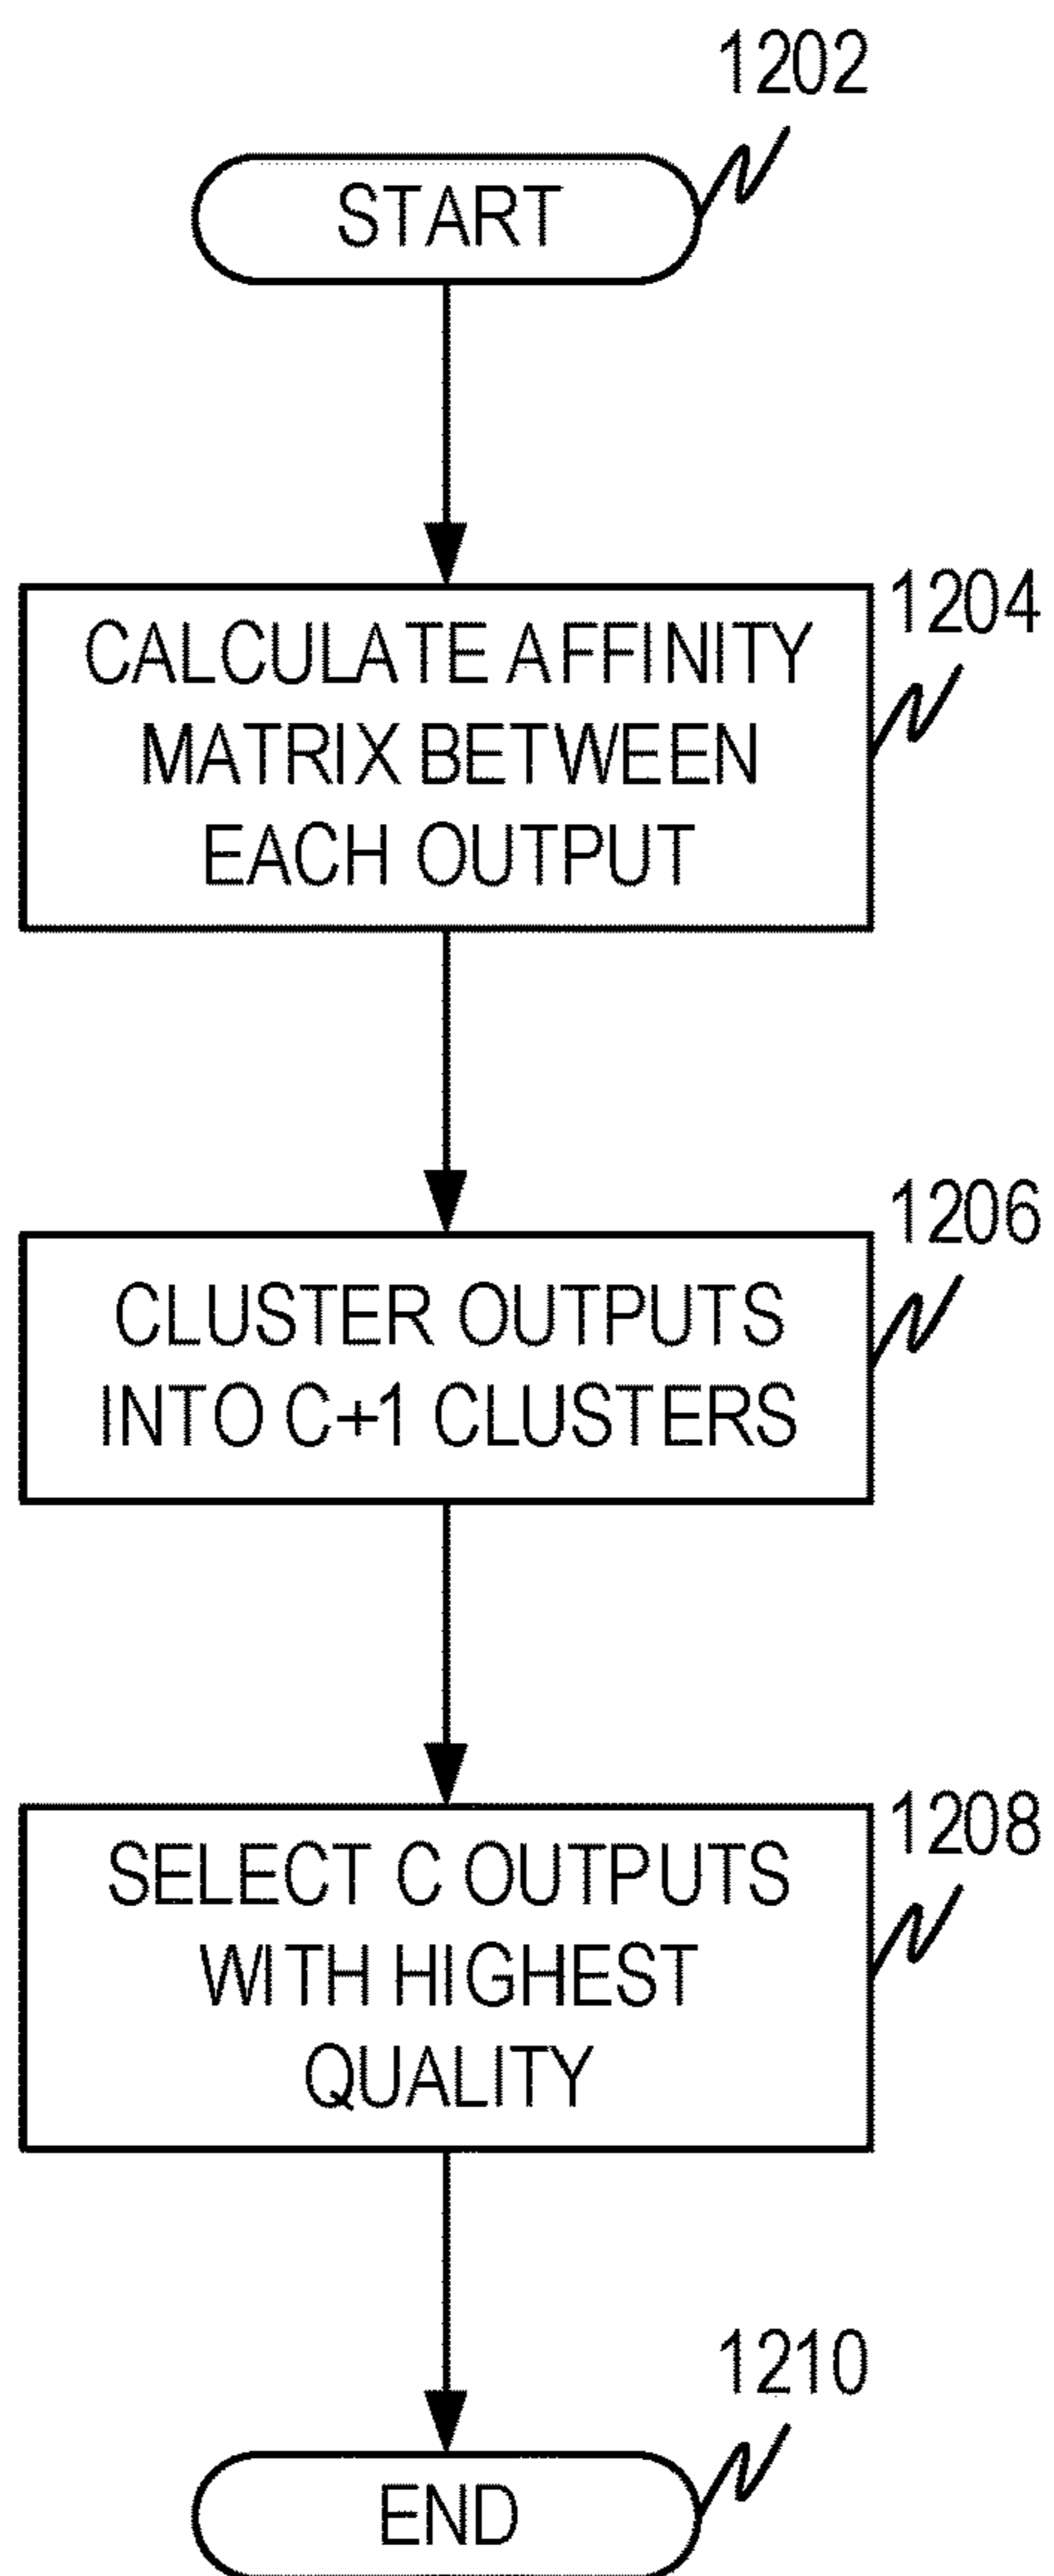 1202
START
1204
CALCULATE AFFINITY
MATRIX BETWEEN
EACH OUTPUT
1206
CLUSTER OUTPUTS
INTO C+1 CLUSTERS
1208
SELECT C OUTPUTS
WITH HIGHEST
QUALITY
1210
END